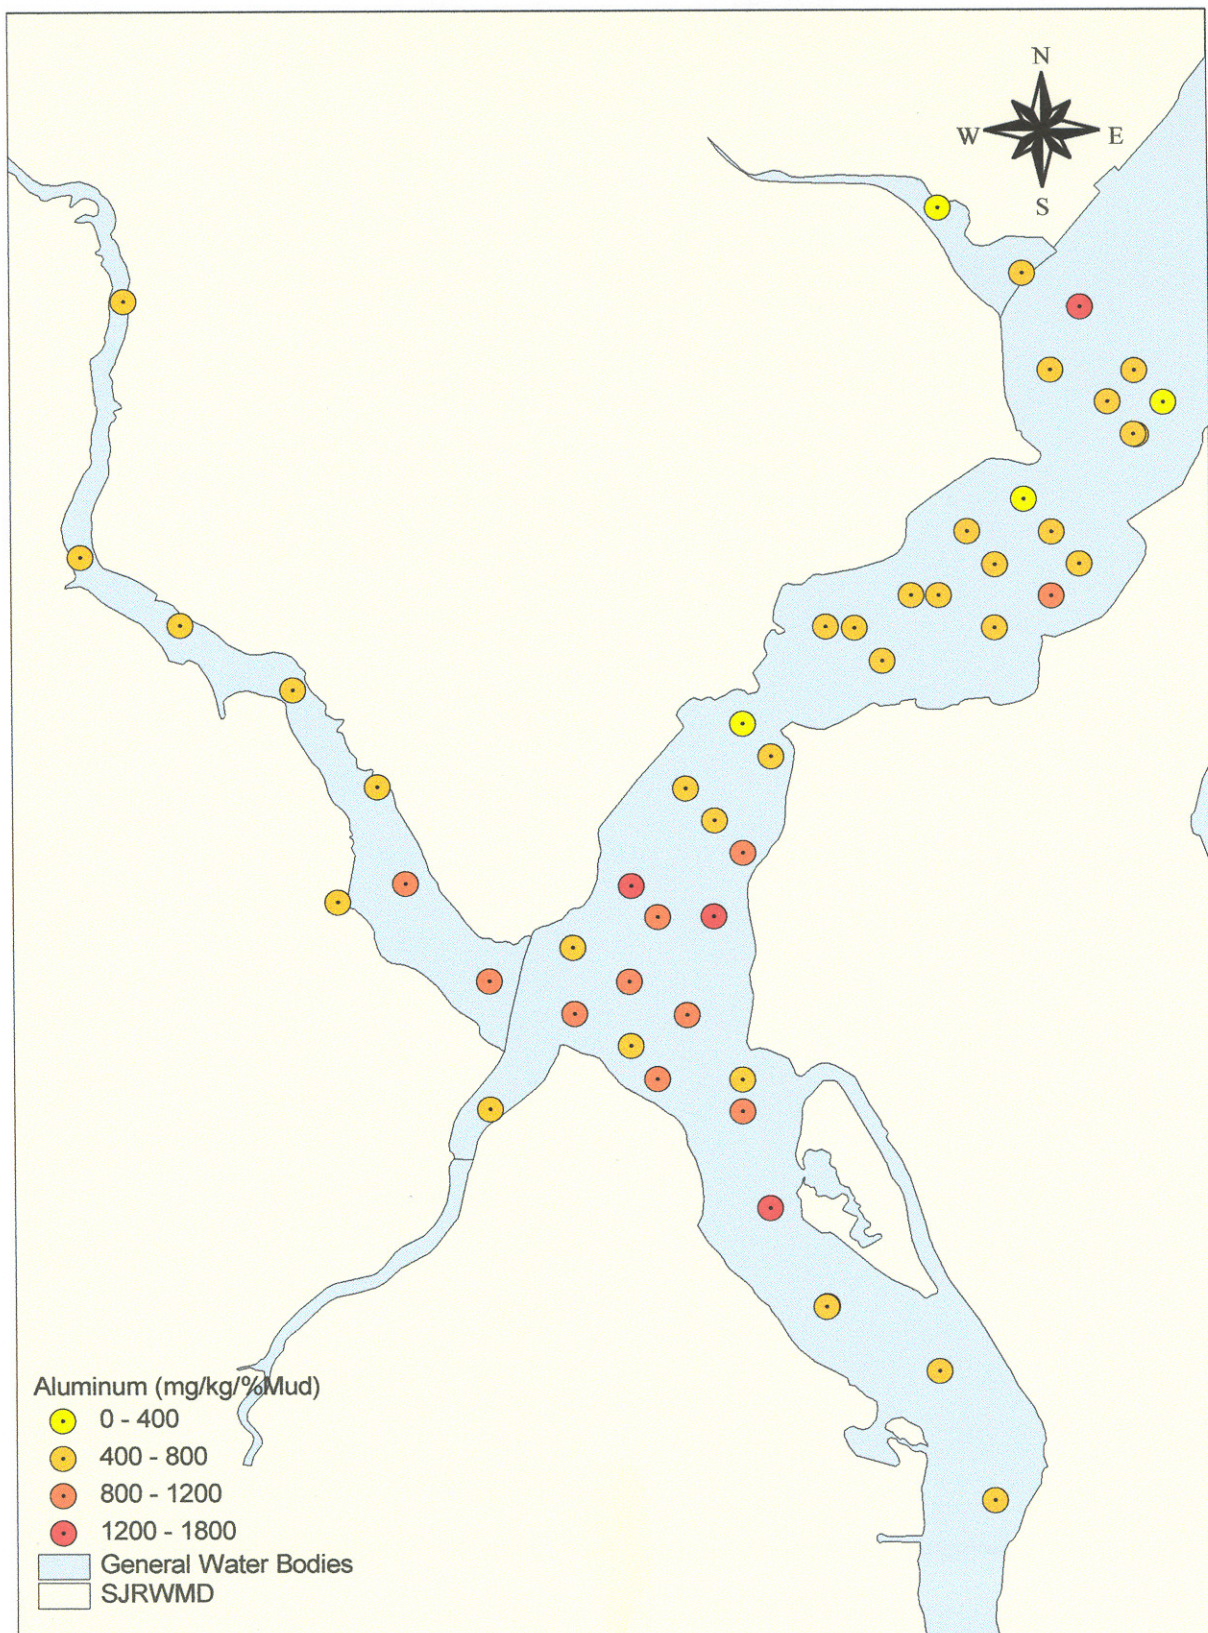 N
W E
S
Aluminum (mg/kg/%Mud)
0 - 400
400 - 800
800 - 1200
1200 - 1800
General Water Bodies
SJRWMD